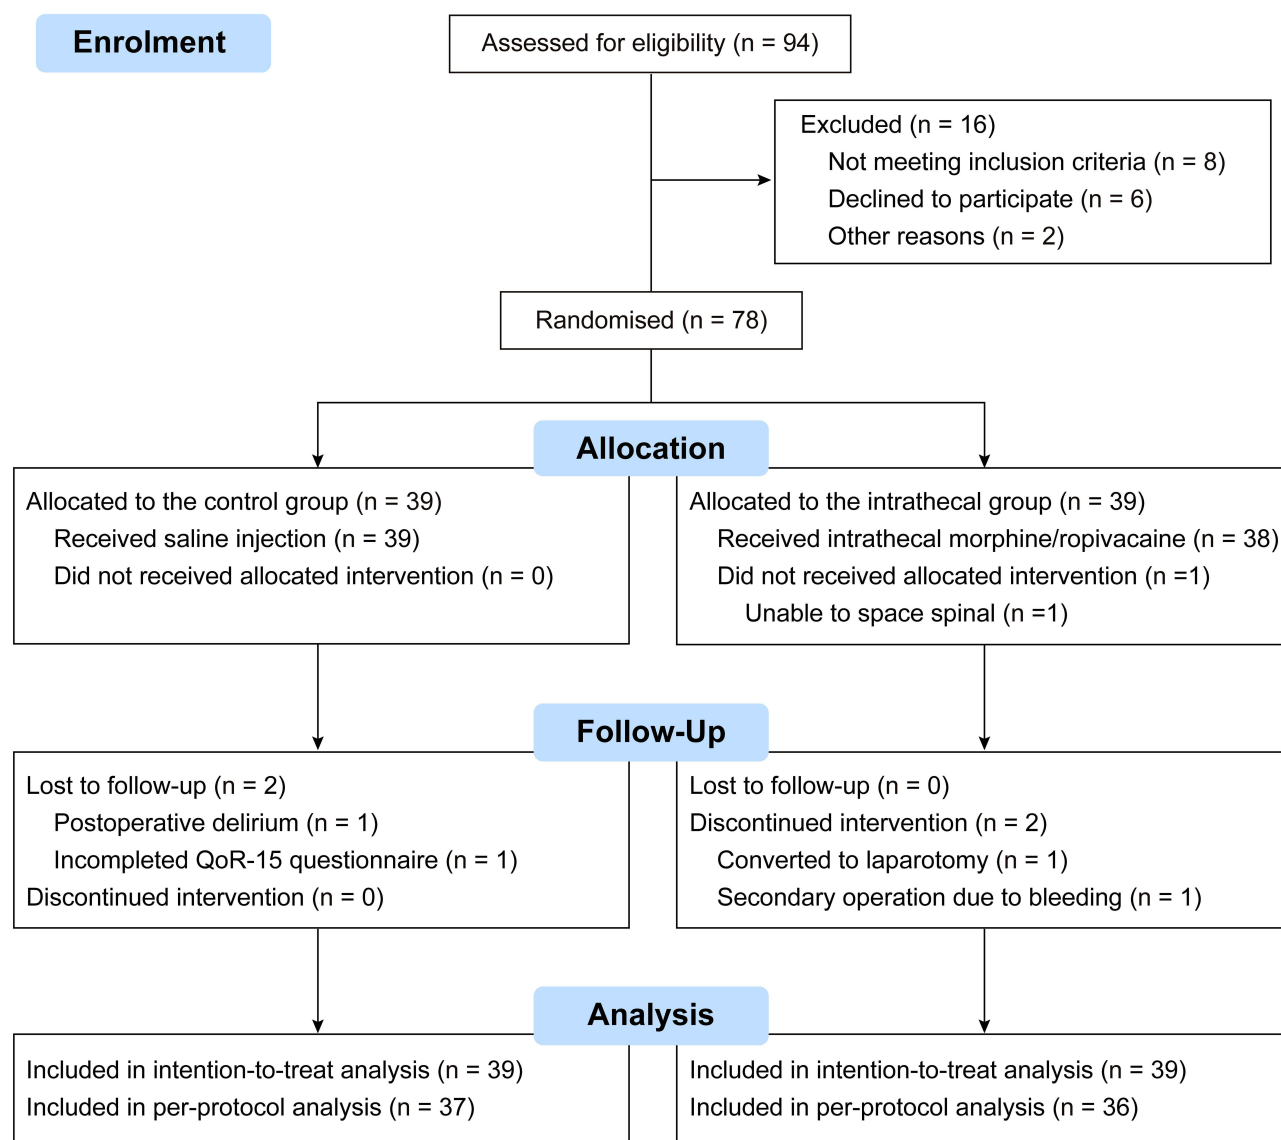 Enrolment
Assessed for eligibility (n = 94)
Excluded (n = 16)
Not meeting inclusion criteria (n = 8)
Declined to participate (n = 6)
Other reasons (n = 2)
Randomised (n = 78)
Allocation
Allocated to the control group (n = 39)
Received saline injection (n = 39)
Did not received allocated intervention (n = 0)
Allocated to the intrathecal group (n = 39)
Received intrathecal morphine/ropivacaine (n = 38)
Did not received allocated intervention (n =1)
Unable to space spinal (n =1)
Follow-Up
Lost to follow-up (n = 2)
Postoperative delirium (n = 1)
Incompleted QoR-15 questionnaire (n = 1)
Discontinued intervention (n = 0)
Lost to follow-up (n = 0)
Discontinued intervention (n = 2)
Converted to laparotomy (n = 1)
Secondary operation due to bleeding (n = 1)
Analysis
Included in intention-to-treat analysis (n = 39)
Included in per-protocol analysis (n = 37)
Included in intention-to-treat analysis (n = 39)
Included in per-protocol analysis (n = 36)